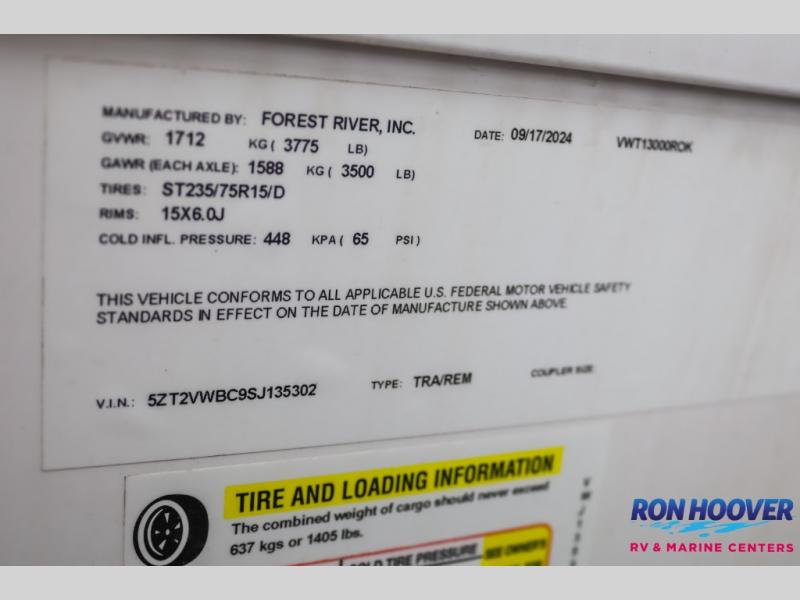 MANUFACTURED BY: FOREST RIVER, INC. DATE: 09/17/2024 VWT13000ROK
GVWR: 1712 KG ( 3775 LB)
GAWR (EACH AXLE): 1588 KG ( 3500 LB)
TIRES: ST235/75R15/D
RIMS: 15X6.0J
COLD INFL. PRESSURE: 448 KPA ( 65 PSI )
THIS VEHICLE CONFORMS TO ALL APPLICABLE U.S. FEDERAL MOTOR VEHICLE SAFETY
STANDARDS IN EFFECT ON THE DATE OF MANUFACTURE SHOWN ABOVE.
V.I.N.: 5ZT2VWBC9SJ135302 TYPE: TRA/REM COUPLER SIZE:
TIRE AND LOADING INFORMATION
The combined weight of cargo should never exceed
637 kgs or 1405 lbs.
COLD TIRE PRESSURE SEE OWNER'S
RON HOOVER
RV & MARINE CENTERS